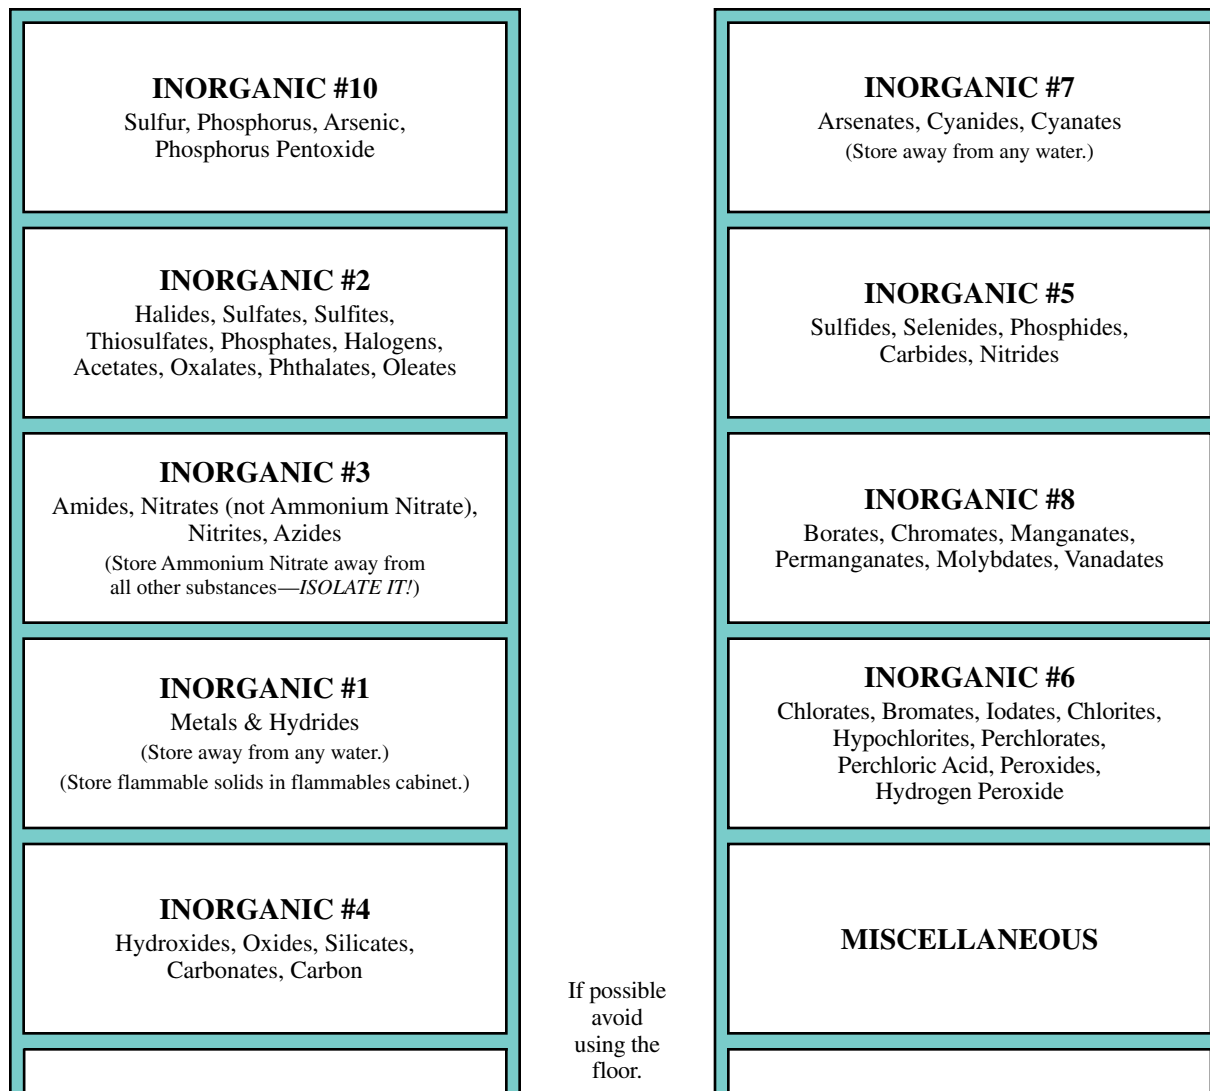 INORGANIC #10
Sulfur, Phosphorus, Arsenic,
Phosphorus Pentoxide
INORGANIC #2
Halides, Sulfates, Sulfites,
Thiosulfates, Phosphates, Halogens,
Acetates, Oxalates, Phthalates, Oleates
INORGANIC #3
Amides, Nitrates (not Ammonium Nitrate),
Nitrites, Azides
(Store Ammonium Nitrate away from
all other substances—ISOLATE IT!)
INORGANIC #1
Metals & Hydrides
(Store away from any water.)
(Store flammable solids in flammables cabinet.)
INORGANIC #4
Hydroxides, Oxides, Silicates,
Carbonates, Carbon
If possible
avoid
using the
floor.
INORGANIC #7
Arsenates, Cyanides, Cyanates
(Store away from any water.)
INORGANIC #5
Sulfides, Selenides, Phosphides,
Carbides, Nitrides
INORGANIC #8
Borates, Chromates, Manganates,
Permanganates, Molybdates, Vanadates
INORGANIC #6
Chlorates, Bromates, Iodates, Chlorites,
Hypochlorites, Perchlorates,
Perchloric Acid, Peroxides,
Hydrogen Peroxide
MISCELLANEOUS